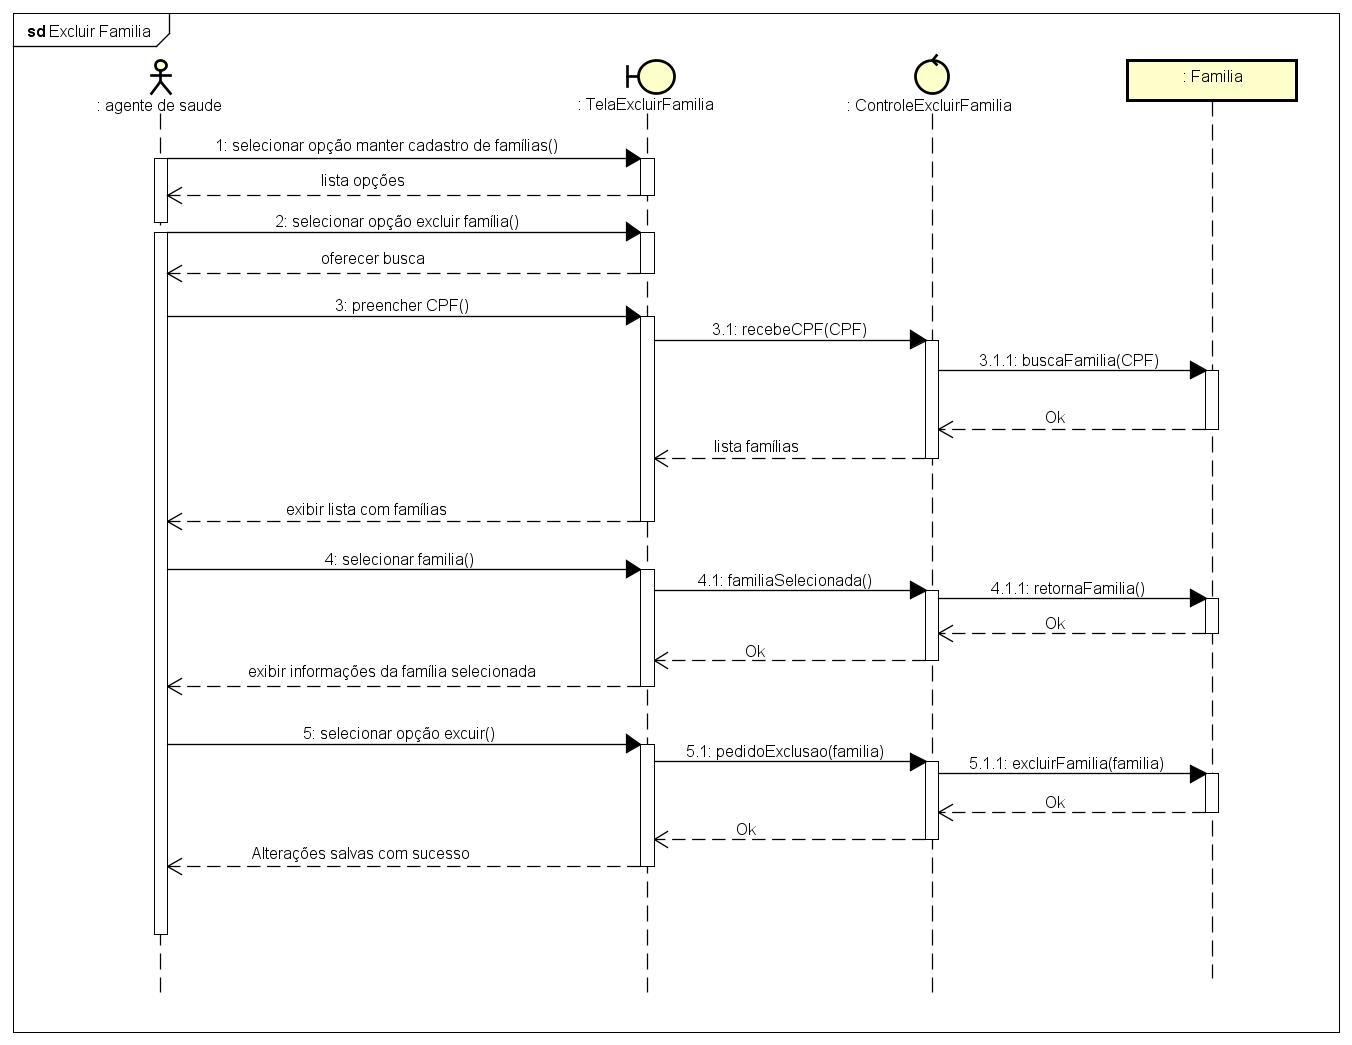 sd Excluir Familia
: agente de saude
: TelaExcluirFamilia
: ControleExcluirFamilia
: Familia
1: selecionar opção manter cadastro de famílias()
lista opções
2: selecionar opção excluir família()
oferecer busca
3: preencher CPF()
3.1: recebeCPF(CPF)
3.1.1: buscaFamilia(CPF)
Ok
lista famílias
exibir lista com famílias
4: selecionar familia()
4.1: familiaSelecionada()
4.1.1: retornaFamilia()
Ok
Ok
exibir informações da família selecionada
5: selecionar opção excuir()
5.1: pedidoExclusao(familia)
5.1.1: excluirFamilia(familia)
Ok
Ok
Alterações salvas com sucesso